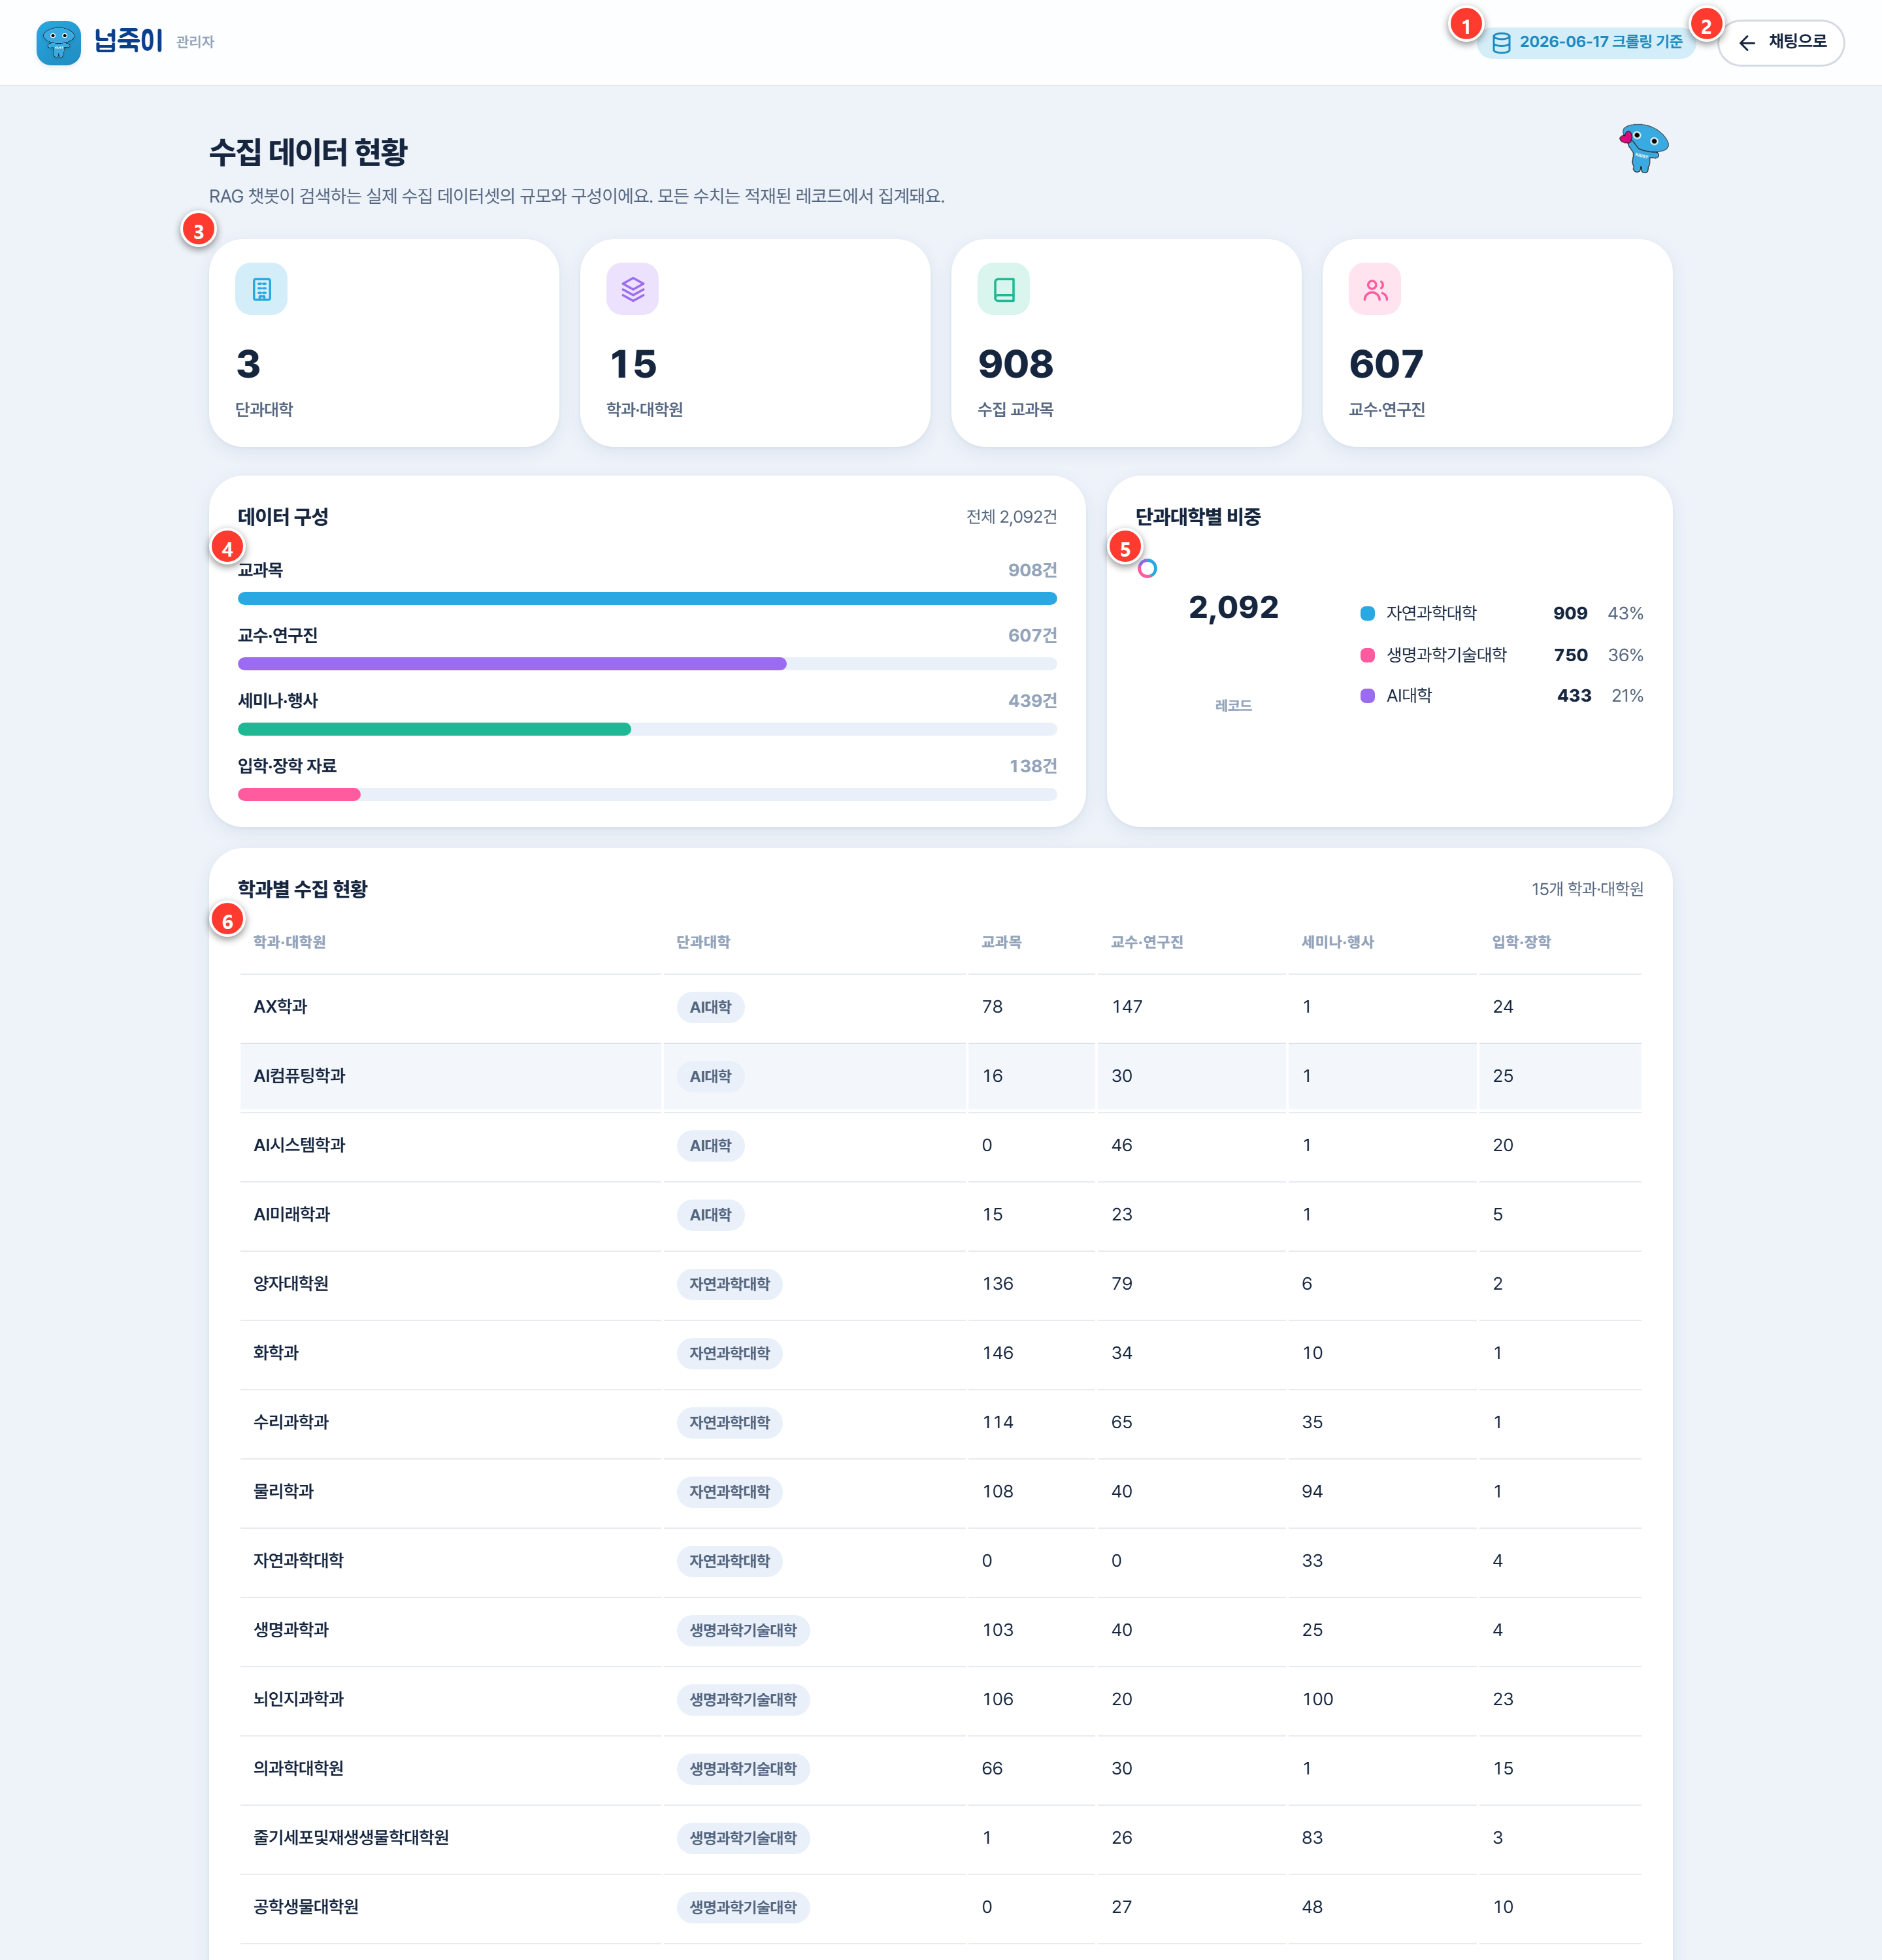 넙죽이 관리자
1
2026-06-17 크롤링 기준
2
채팅으로
수집 데이터 현황
RAG 챗봇이 검색하는 실제 수집 데이터셋의 규모와 구성이에요. 모든 수치는 적재된 레코드에서 집계돼요.
3
3
단과대학
15
학과·대학원
908
수집 교과목
607
교수·연구진
데이터 구성 전체 2,092건
4
교과목 908건
교수·연구진 607건
세미나·행사 439건
입학·장학 자료 138건
단과대학별 비중
5
2,092
레코드
자연과학대학 909 43%
생명과학기술대학 750 36%
AI대학 433 21%
학과별 수집 현황 15개 학과·대학원
6
학과·대학원 단과대학 교과목 교수·연구진 세미나·행사 입학·장학
AX학과 AI대학 78 147 1 24
AI컴퓨팅학과 AI대학 16 30 1 25
AI시스템학과 AI대학 0 46 1 20
AI미래학과 AI대학 15 23 1 5
양자대학원 자연과학대학 136 79 6 2
화학과 자연과학대학 146 34 10 1
수리과학과 자연과학대학 114 65 35 1
물리학과 자연과학대학 108 40 94 1
자연과학대학 자연과학대학 0 0 33 4
생명과학과 생명과학기술대학 103 40 25 4
뇌인지과학과 생명과학기술대학 106 20 100 23
의과학대학원 생명과학기술대학 66 30 1 15
줄기세포및재생생물학대학원 생명과학기술대학 1 26 83 3
공학생물대학원 생명과학기술대학 0 27 48 10